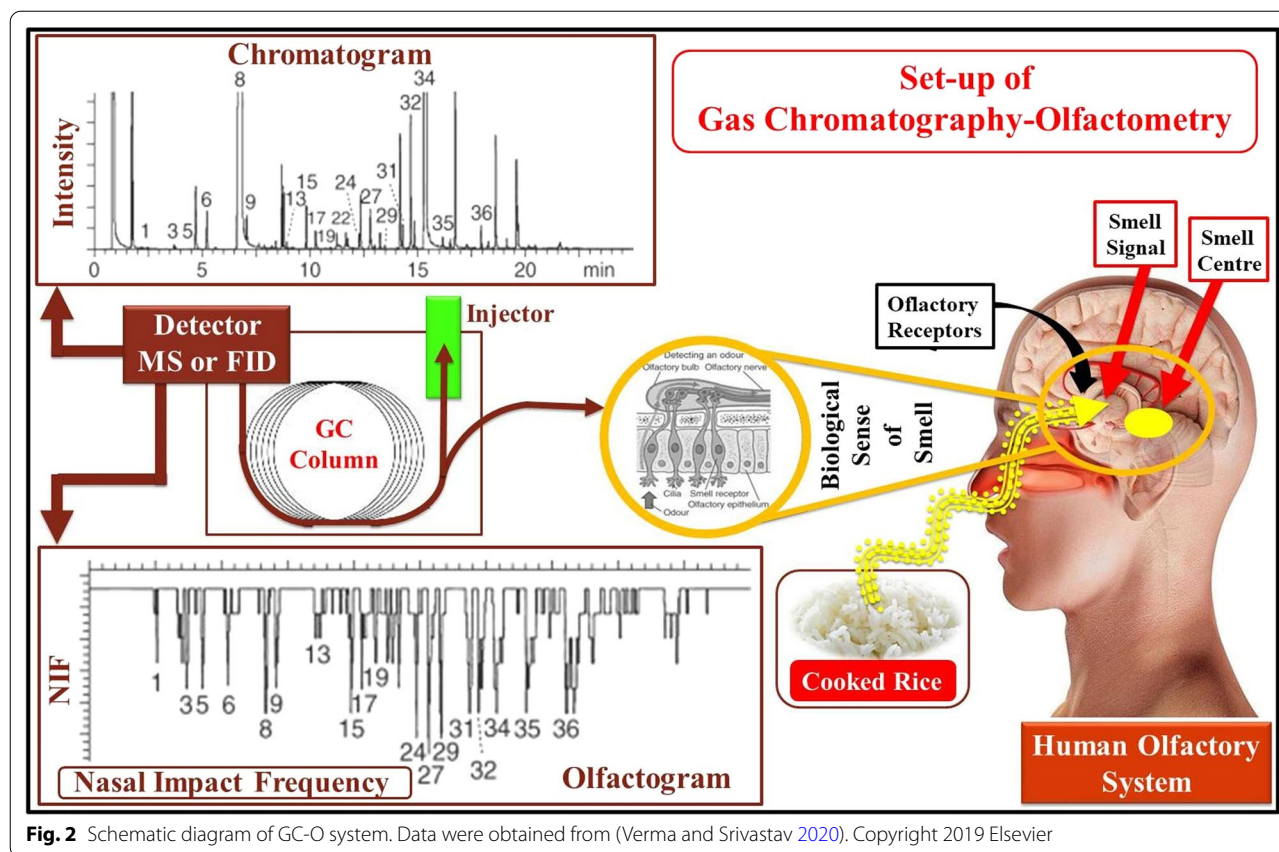 Chromatogram
Set-up of
Gas Chromatography-Olfactometry
Intensity
8
34
32
31
24
15
13
27
6
9
17
22
29
19
35
36
1
3
5
0 5 10 15 20 min
Detector
MS or FID
Injector
GC
Column
Detecting an odour
Olfactory bulb Olfactory nerve
Cilia Smell receptor
Olfactory epithelium
Odour
Biological
Sense
of
Smell
Oflactory
Receptors
Smell
Signal
Smell
Centre
Cooked Rice
Human Olfactory
System
NIF
1
3 5
6
8
9
13
15
17
19
24
27
29
31
32
34
35
36
Nasal Impact Frequency
Olfactogram
Fig. 2 Schematic diagram of GC-O system. Data were obtained from (Verma and Srivastav 2020). Copyright 2019 Elsevier